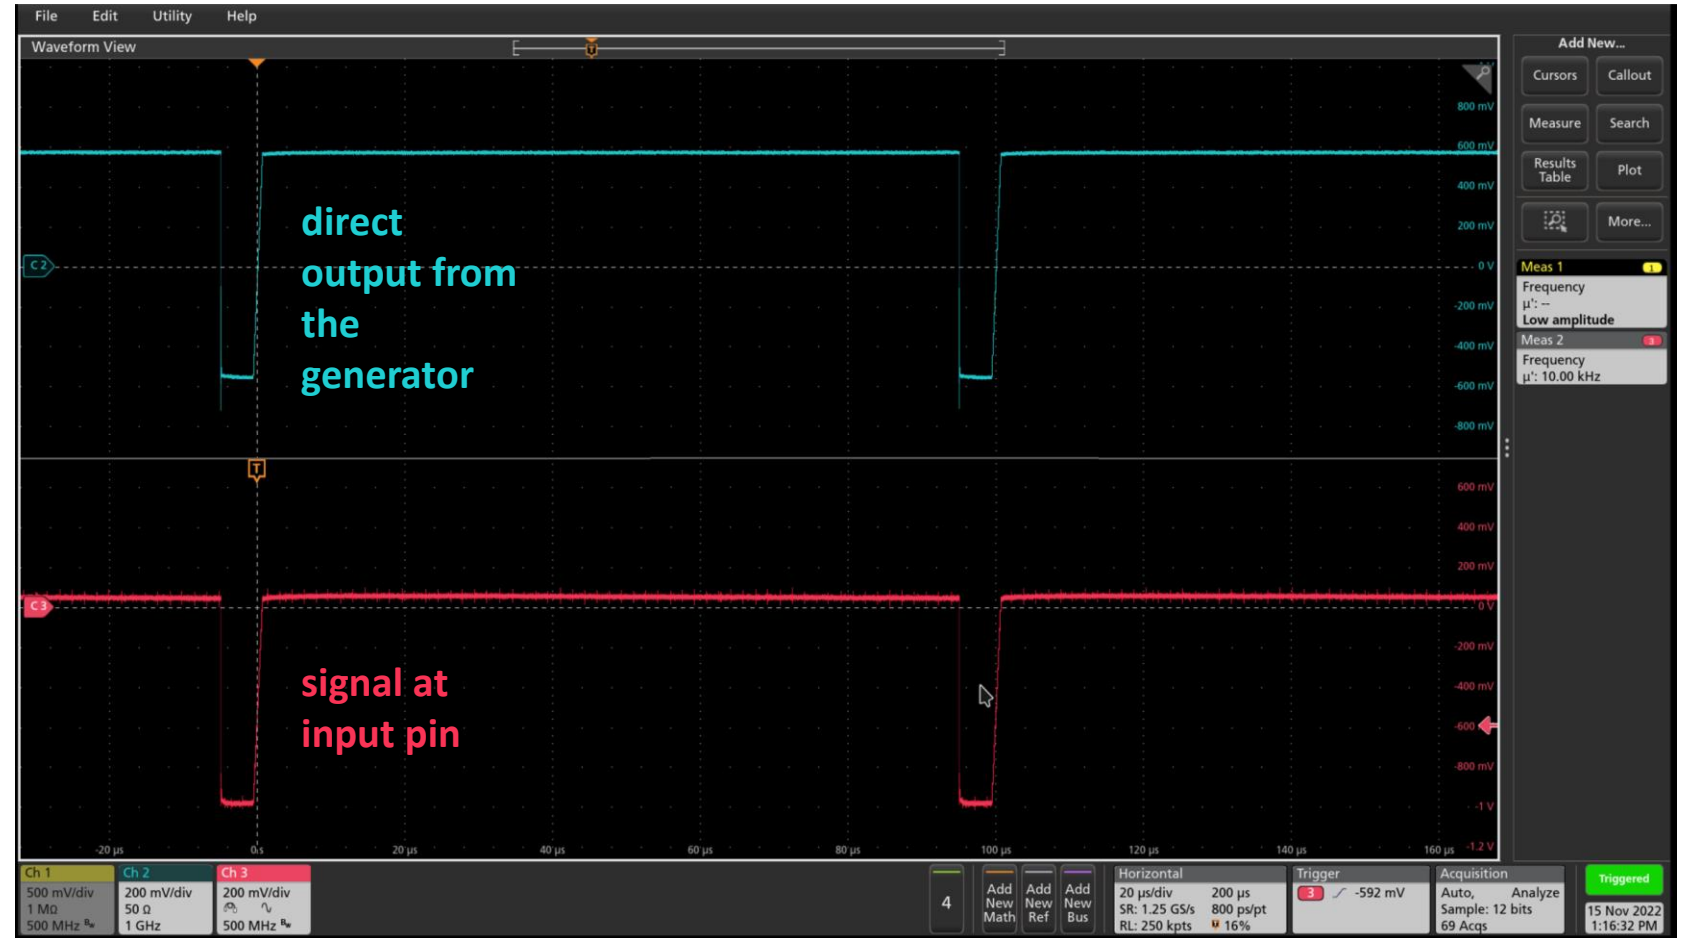 File Edit Utility Help
Waveform View
Add New...
Cursors Callout
Measure Search
Results
Table
Plot
More...
800 mV
600 mV
400 mV
200 mV
0 V
-200 mV
-400 mV
-600 mV
-800 mV
C 2
direct
output from
the
generator
Meas 1 1
Frequency
µ': --
Low amplitude
Meas 2 3
Frequency
µ': 10.00 kHz
T
600 mV
400 mV
200 mV
0 V
-200 mV
-400 mV
-600
-800 mV
-1 V
-1.2 V
C 3
signal at
input pin
-20 µs 0 s 20 µs 40 µs 60 µs 80 µs 100 µs 120 µs 140 µs 160 µs
Ch 1
500 mV/div
1 MΩ
500 MHz Bw
Ch 2
200 mV/div
50 Ω
1 GHz
Ch 3
200 mV/div
500 MHz Bw
4
Add
New
Math
Add
New
Ref
Add
New
Bus
Horizontal
20 µs/div 200 µs
SR: 1.25 GS/s 800 ps/pt
RL: 250 kpts 16%
Trigger
3 -592 mV
Acquisition
Auto, Analyze
Sample: 12 bits
69 Acqs
Triggered
15 Nov 2022
1:16:32 PM